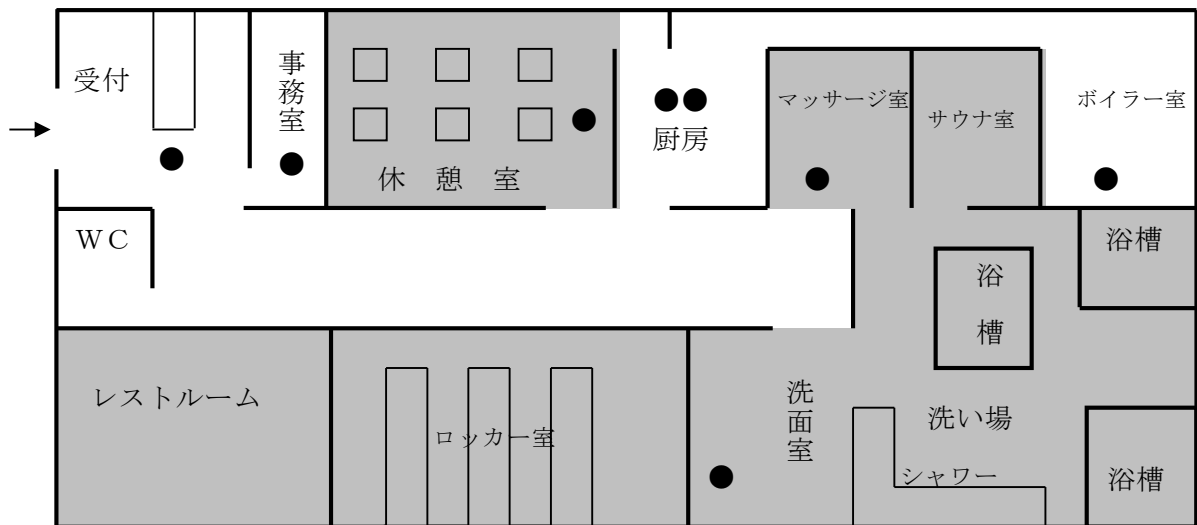 受付
事務室
休憩室
厨房
マッサージ室
サウナ室
ボイラー室
ＷＣ
浴槽
浴槽
レストルーム
ロッカー室
洗面室
洗い場
シャワー
浴槽